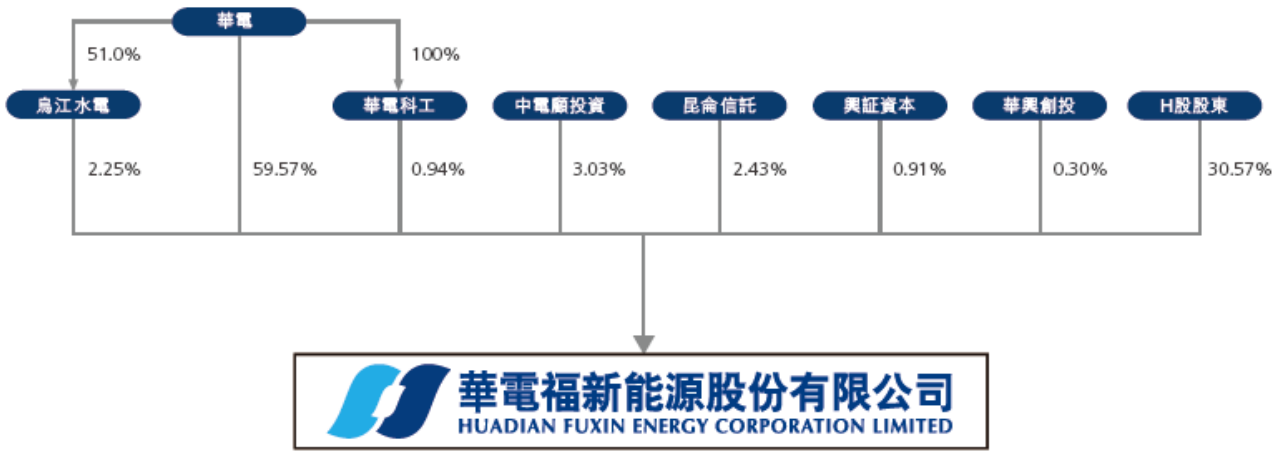 華電
51.0%
100%
烏江水電
華電科工
中電顧投資
昆侖信託
興証資本
華興創投
H股股東
2.25%
59.57%
0.94%
3.03%
2.43%
0.91%
0.30%
30.57%
華電福新能源股份有限公司
HUADIAN FUXIN ENERGY CORPORATION LIMITED